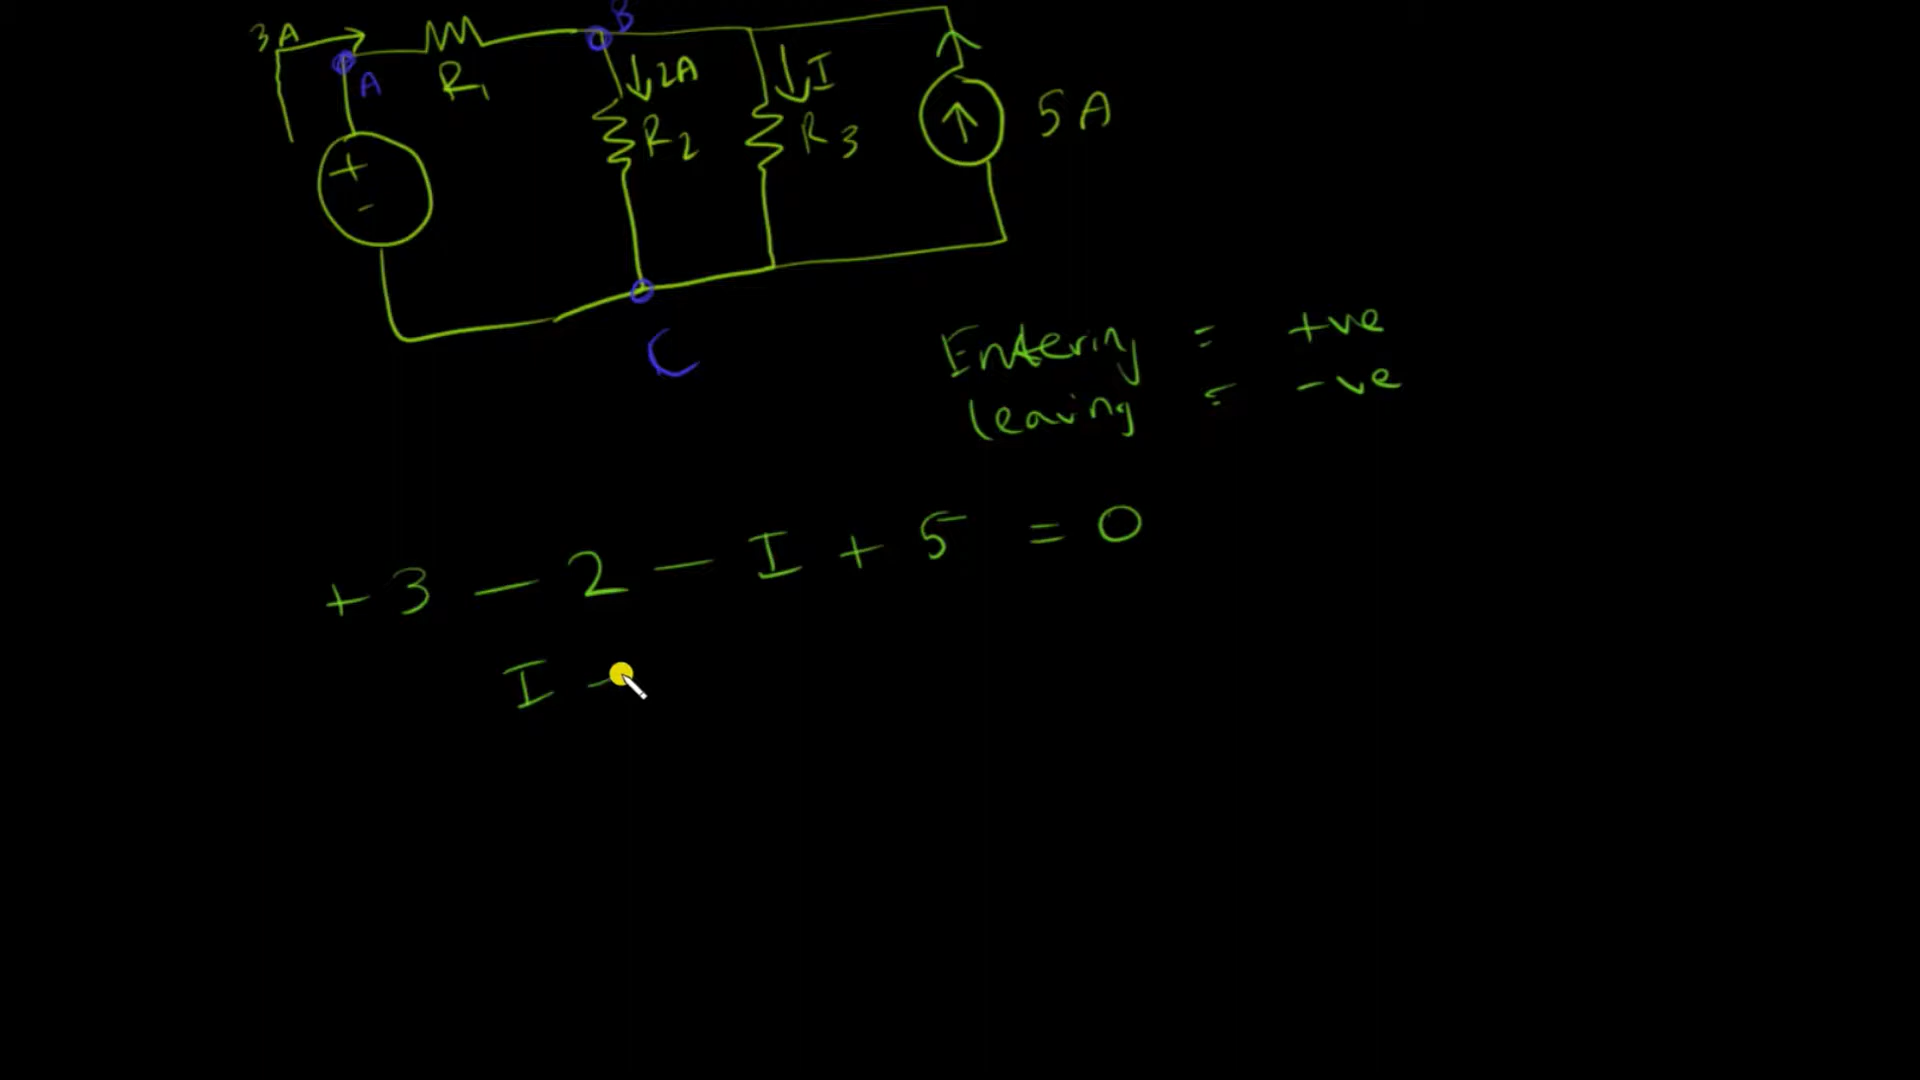 B
3A
A
R1
2A
I
R2
R3
5A
+
-
C
Entering = +ve
leaving = -ve
+3 - 2 - I + 5 = 0
I